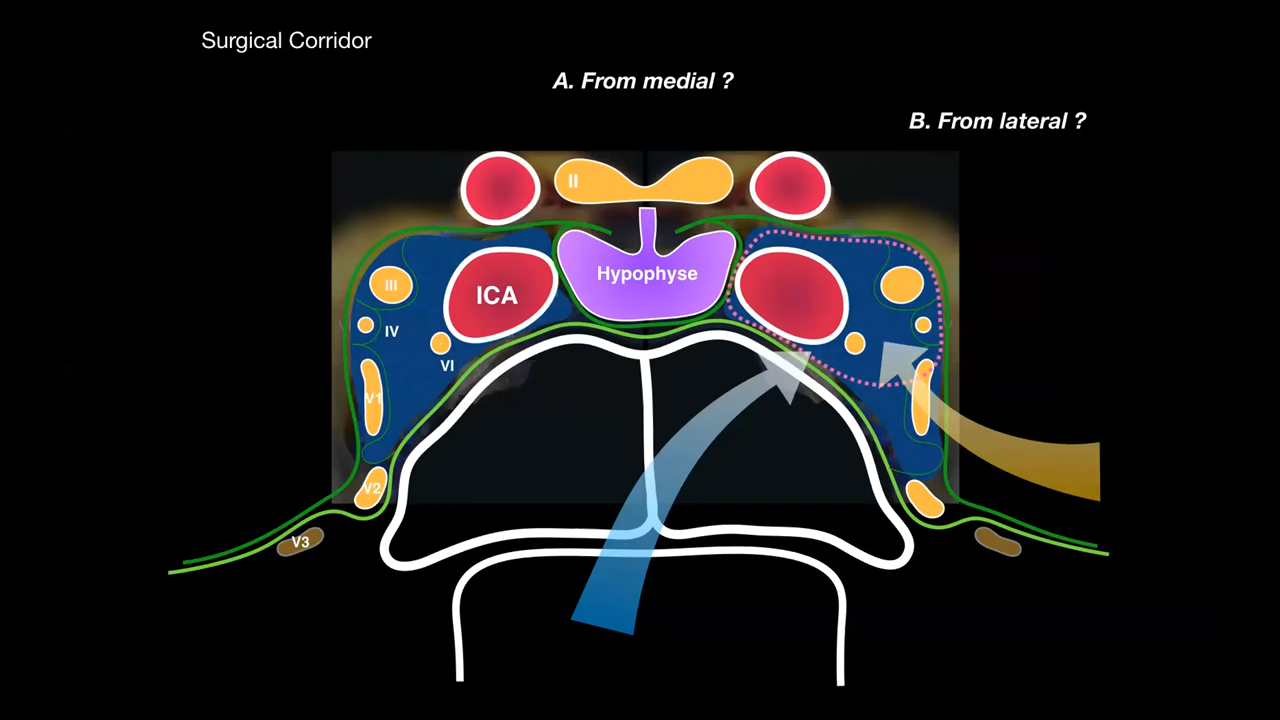 Surgical Corridor
A. From medial ?
B. From lateral ?
II
Hypophyse
III
ICA
IV
VI
V1
V2
V3